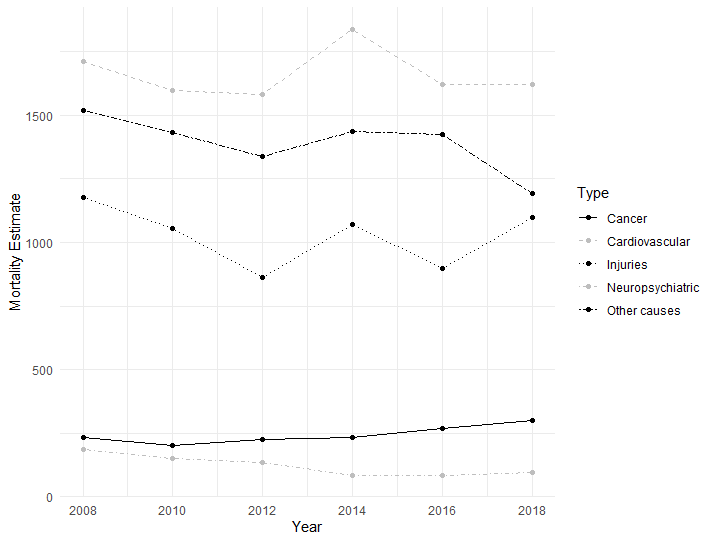 1500
1000
500
0
Mortality Estimate
2008 2010 2012 2014 2016 2018
Year
Type
Cancer
Cardiovascular
Injuries
Neuropsychiatric
Other causes